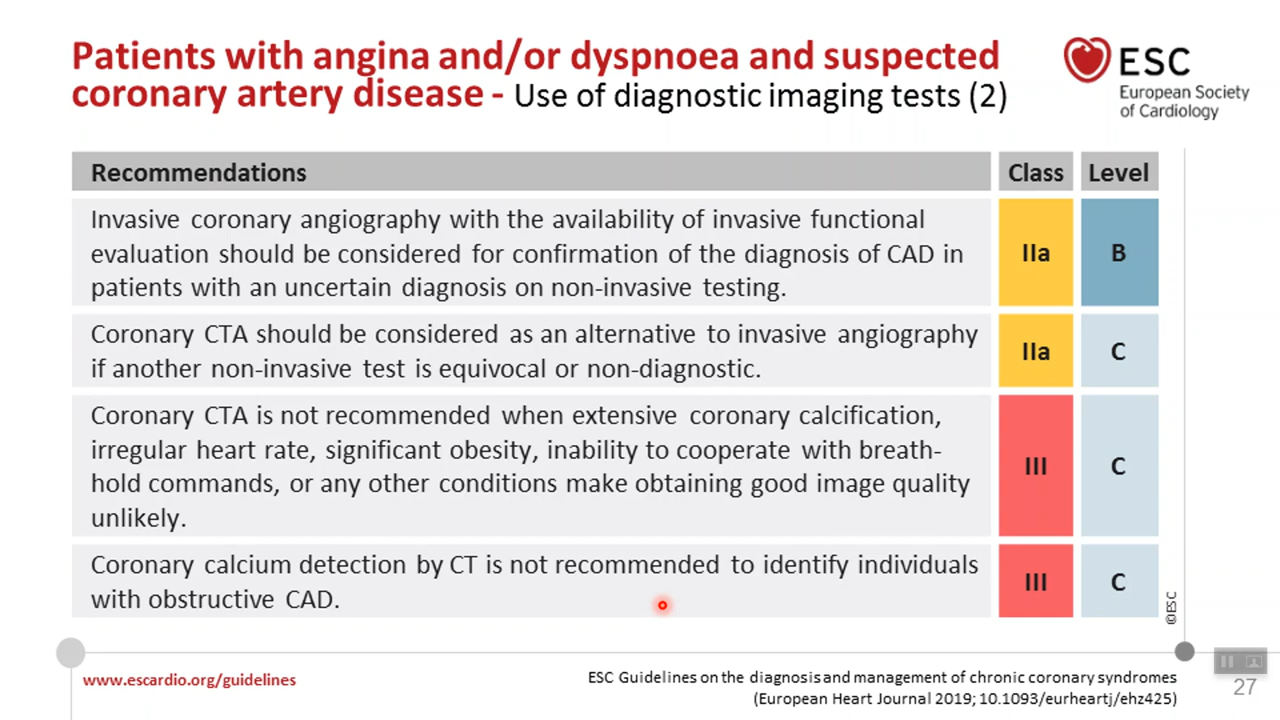 Patients with angina and/or dyspnoea and suspected
coronary artery disease - Use of diagnostic imaging tests (2)
ESC
European Society
of Cardiology
Recommendations Class Level
Invasive coronary angiography with the availability of invasive functional
evaluation should be considered for confirmation of the diagnosis of CAD in
patients with an uncertain diagnosis on non-invasive testing.
IIa B
Coronary CTA should be considered as an alternative to invasive angiography
if another non-invasive test is equivocal or non-diagnostic.
IIa C
Coronary CTA is not recommended when extensive coronary calcification,
irregular heart rate, significant obesity, inability to cooperate with breath-
hold commands, or any other conditions make obtaining good image quality
unlikely.
III C
Coronary calcium detection by CT is not recommended to identify individuals
with obstructive CAD.
III C
©ESC
www.escardio.org/guidelines
ESC Guidelines on the diagnosis and management of chronic coronary syndromes
(European Heart Journal 2019; 10.1093/eurheartj/ehz425)
27